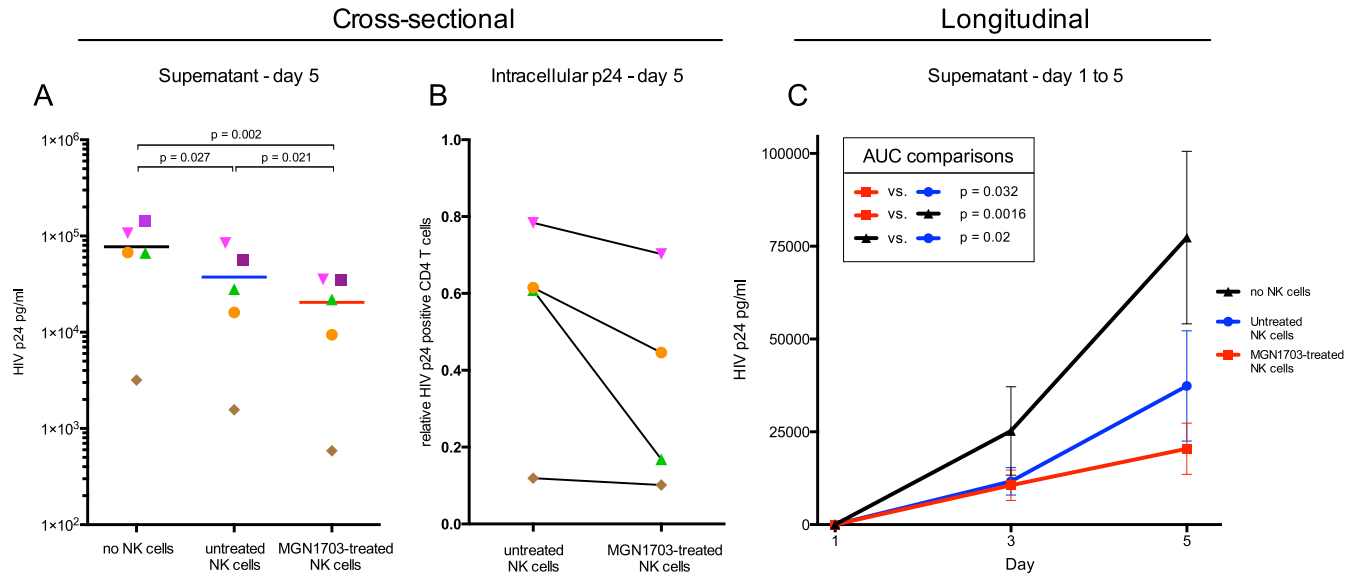 Cross-sectional
Longitudinal
Supernatant - day 5
Intracellular p24 - day 5
Supernatant - day 1 to 5
A
B
C
p = 0.002
p = 0.027
p = 0.021
HIV p24 pg/ml
1×10⁶
1×10⁵
1×10⁴
1×10³
1×10²
no NK cells
untreated
NK cells
MGN1703-treated
NK cells
relative HIV p24 positive CD4 T cells
1.0
0.8
0.6
0.4
0.2
0.0
untreated
NK cells
MGN1703-treated
NK cells
HIV p24 pg/ml
100000
75000
50000
25000
0
1
3
5
Day
AUC comparisons
vs. p = 0.032
vs. p = 0.0016
vs. p = 0.02
no NK cells
Untreated
NK cells
MGN1703-treated
NK cells